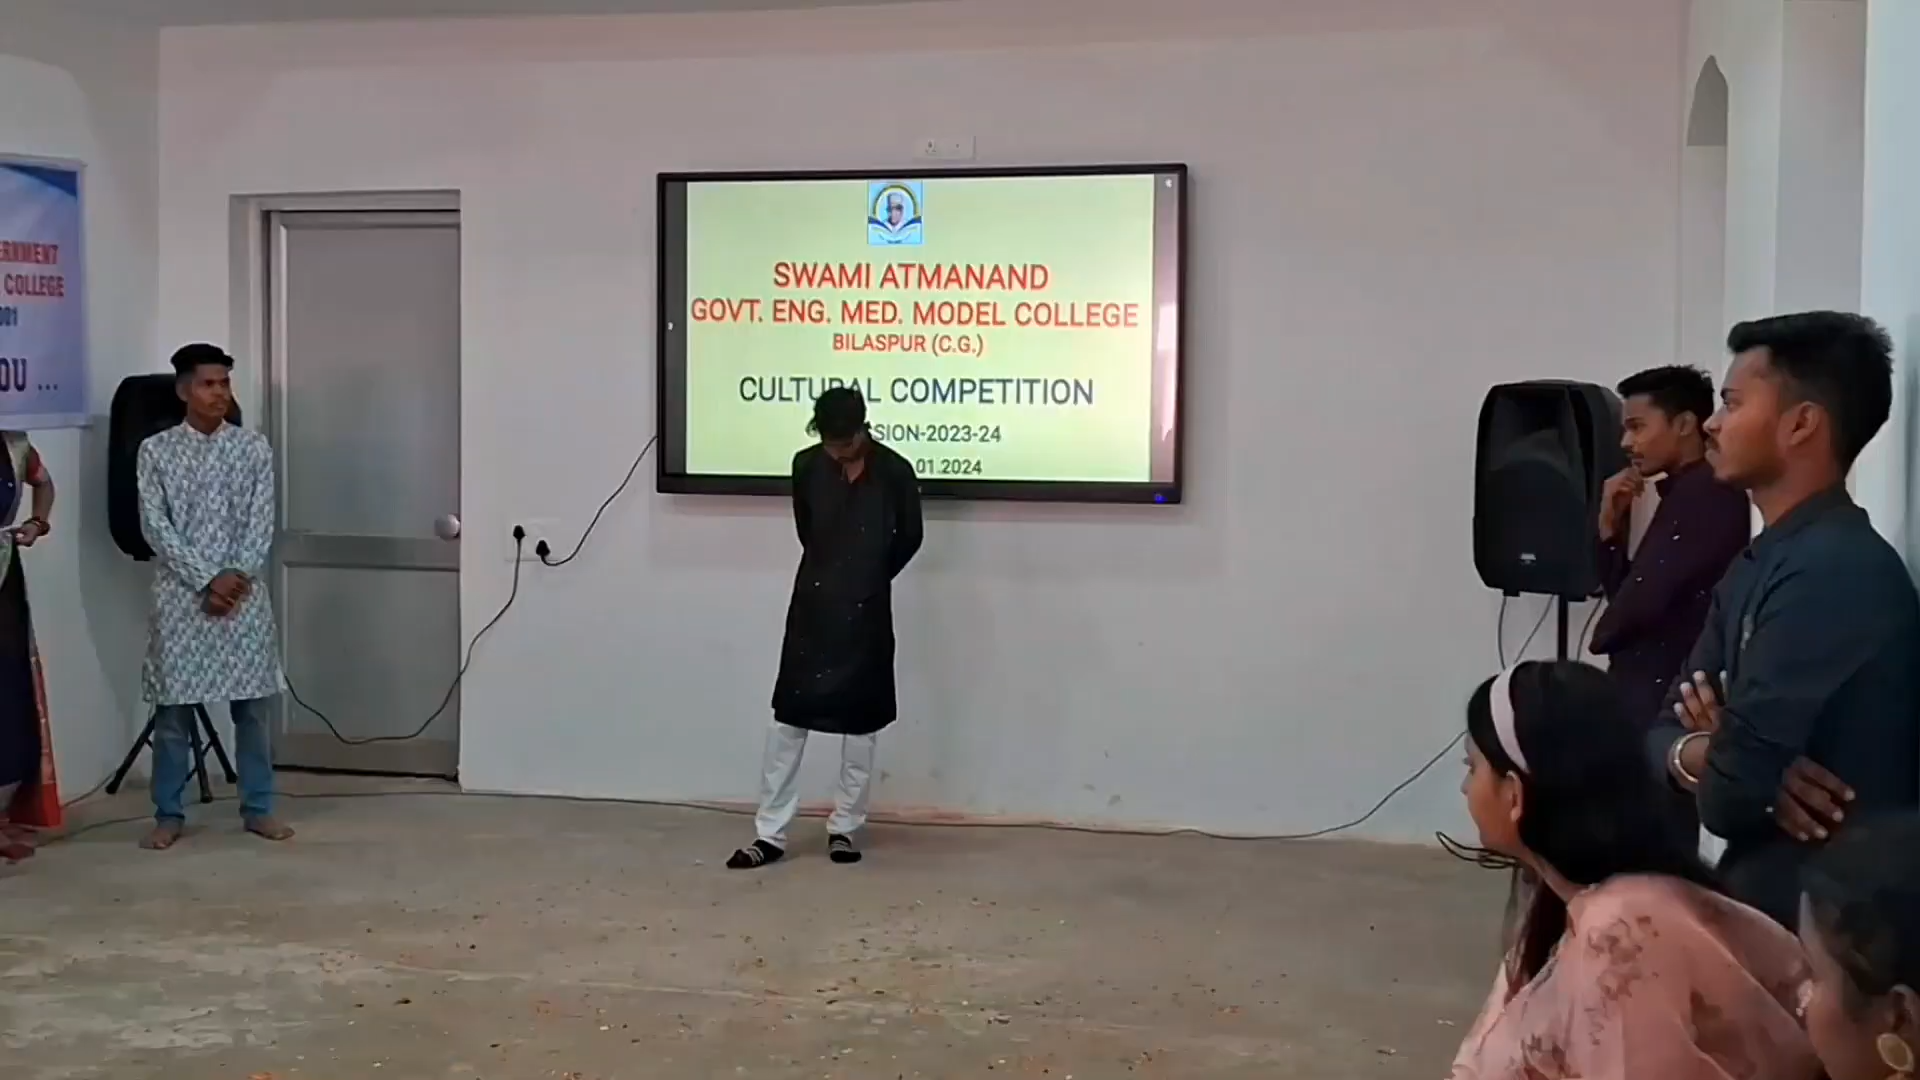 SWAMI ATMANAND
GOVT. ENG. MED. MODEL COLLEGE
BILASPUR (C.G.)
CULTURAL COMPETITION
SION-2023-24
01.2024
ERNMENT
COLLEGE
001
OU ...